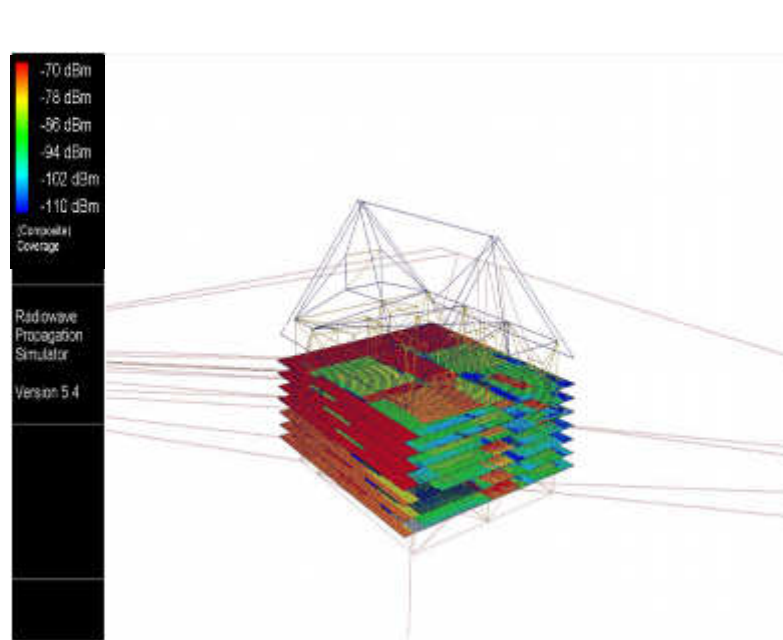 -70 dBm
-78 dBm
-86 dBm
-94 dBm
-102 dBm
-110 dBm
(Composite)
Coverage
Radiowave
Propagation
Simulator
Version 5.4